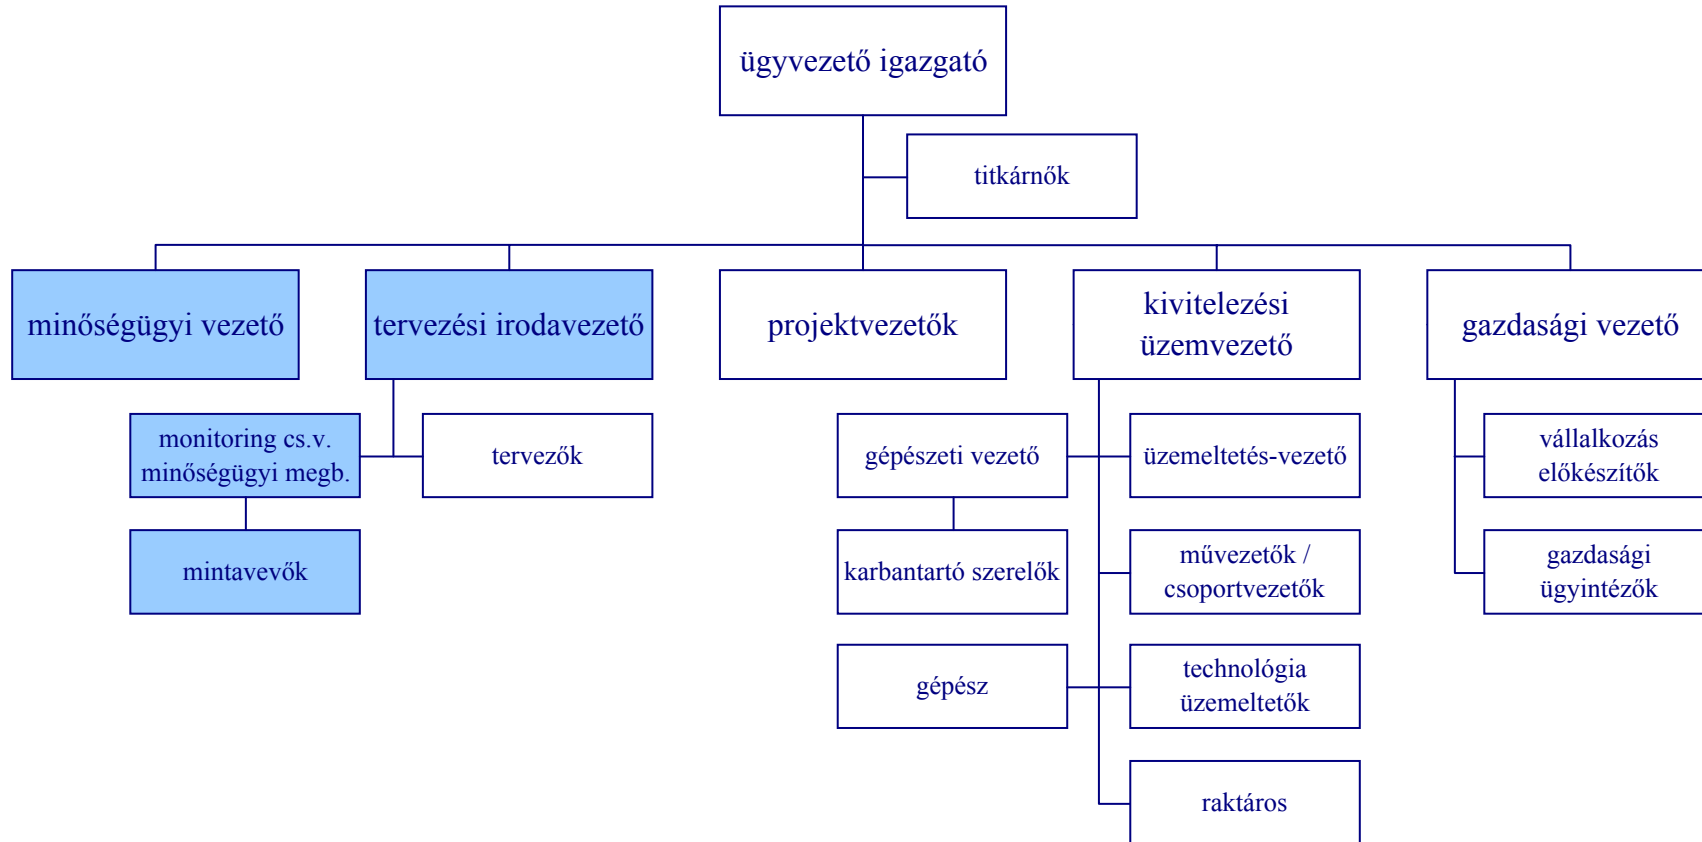 ügyvezető igazgató
titkárnők
minőségügyi vezető
tervezési irodavezető
projektvezetők
kivitelezési
üzemvezető
gazdasági vezető
monitoring cs.v.
minőségügyi megb.
tervezők
gépészeti vezető
üzemeltetés-vezető
vállalkozás
előkészítők
mintavevők
karbantartó szerelők
művezetők /
csoportvezetők
gazdasági
ügyintézők
gépész
technológia
üzemeltetők
raktáros